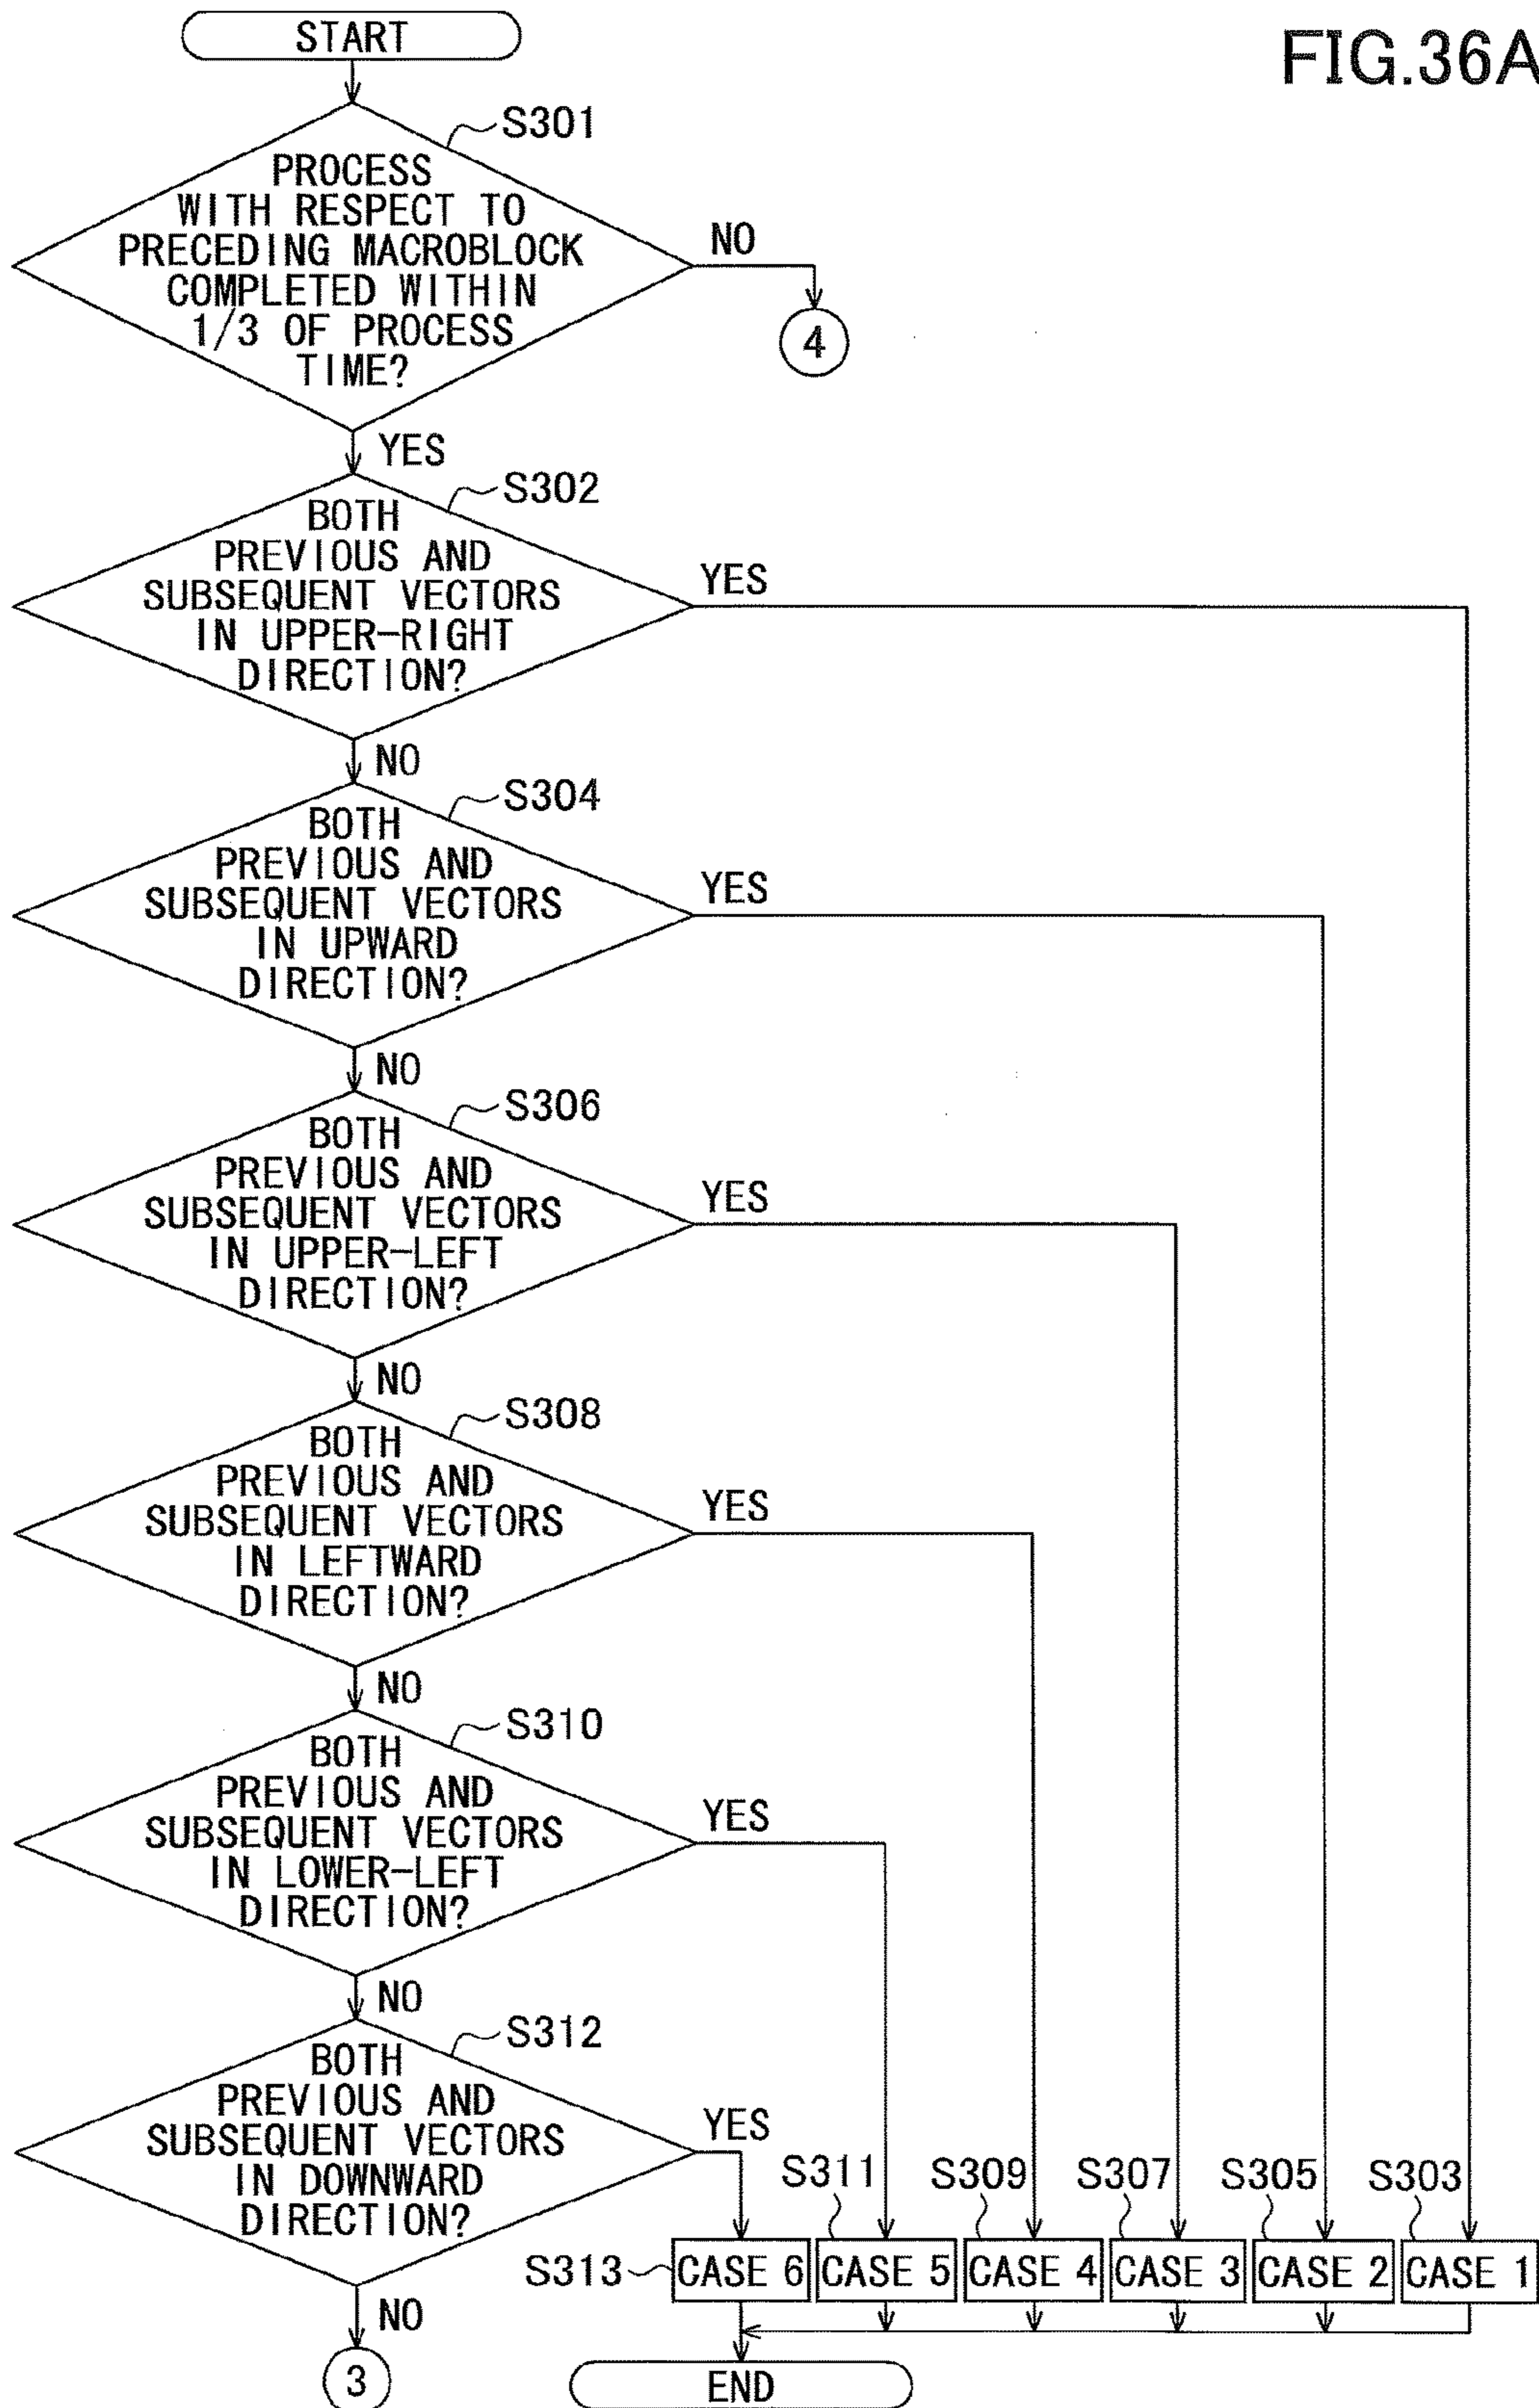 FIG.36A
START
S301
PROCESS
WITH RESPECT TO
PRECEDING MACROBLOCK
COMPLETED WITHIN
1/3 OF PROCESS
TIME?
NO
4
YES
S302
BOTH
PREVIOUS AND
SUBSEQUENT VECTORS
IN UPPER-RIGHT
DIRECTION?
YES
NO
S304
BOTH
PREVIOUS AND
SUBSEQUENT VECTORS
IN UPWARD
DIRECTION?
YES
NO
S306
BOTH
PREVIOUS AND
SUBSEQUENT VECTORS
IN UPPER-LEFT
DIRECTION?
YES
NO
S308
BOTH
PREVIOUS AND
SUBSEQUENT VECTORS
IN LEFTWARD
DIRECTION?
YES
NO
S310
BOTH
PREVIOUS AND
SUBSEQUENT VECTORS
IN LOWER-LEFT
DIRECTION?
YES
NO
S312
BOTH
PREVIOUS AND
SUBSEQUENT VECTORS
IN DOWNWARD
DIRECTION?
YES
S311 S309 S307 S305 S303
S313 CASE 6 CASE 5 CASE 4 CASE 3 CASE 2 CASE 1
NO
3
END